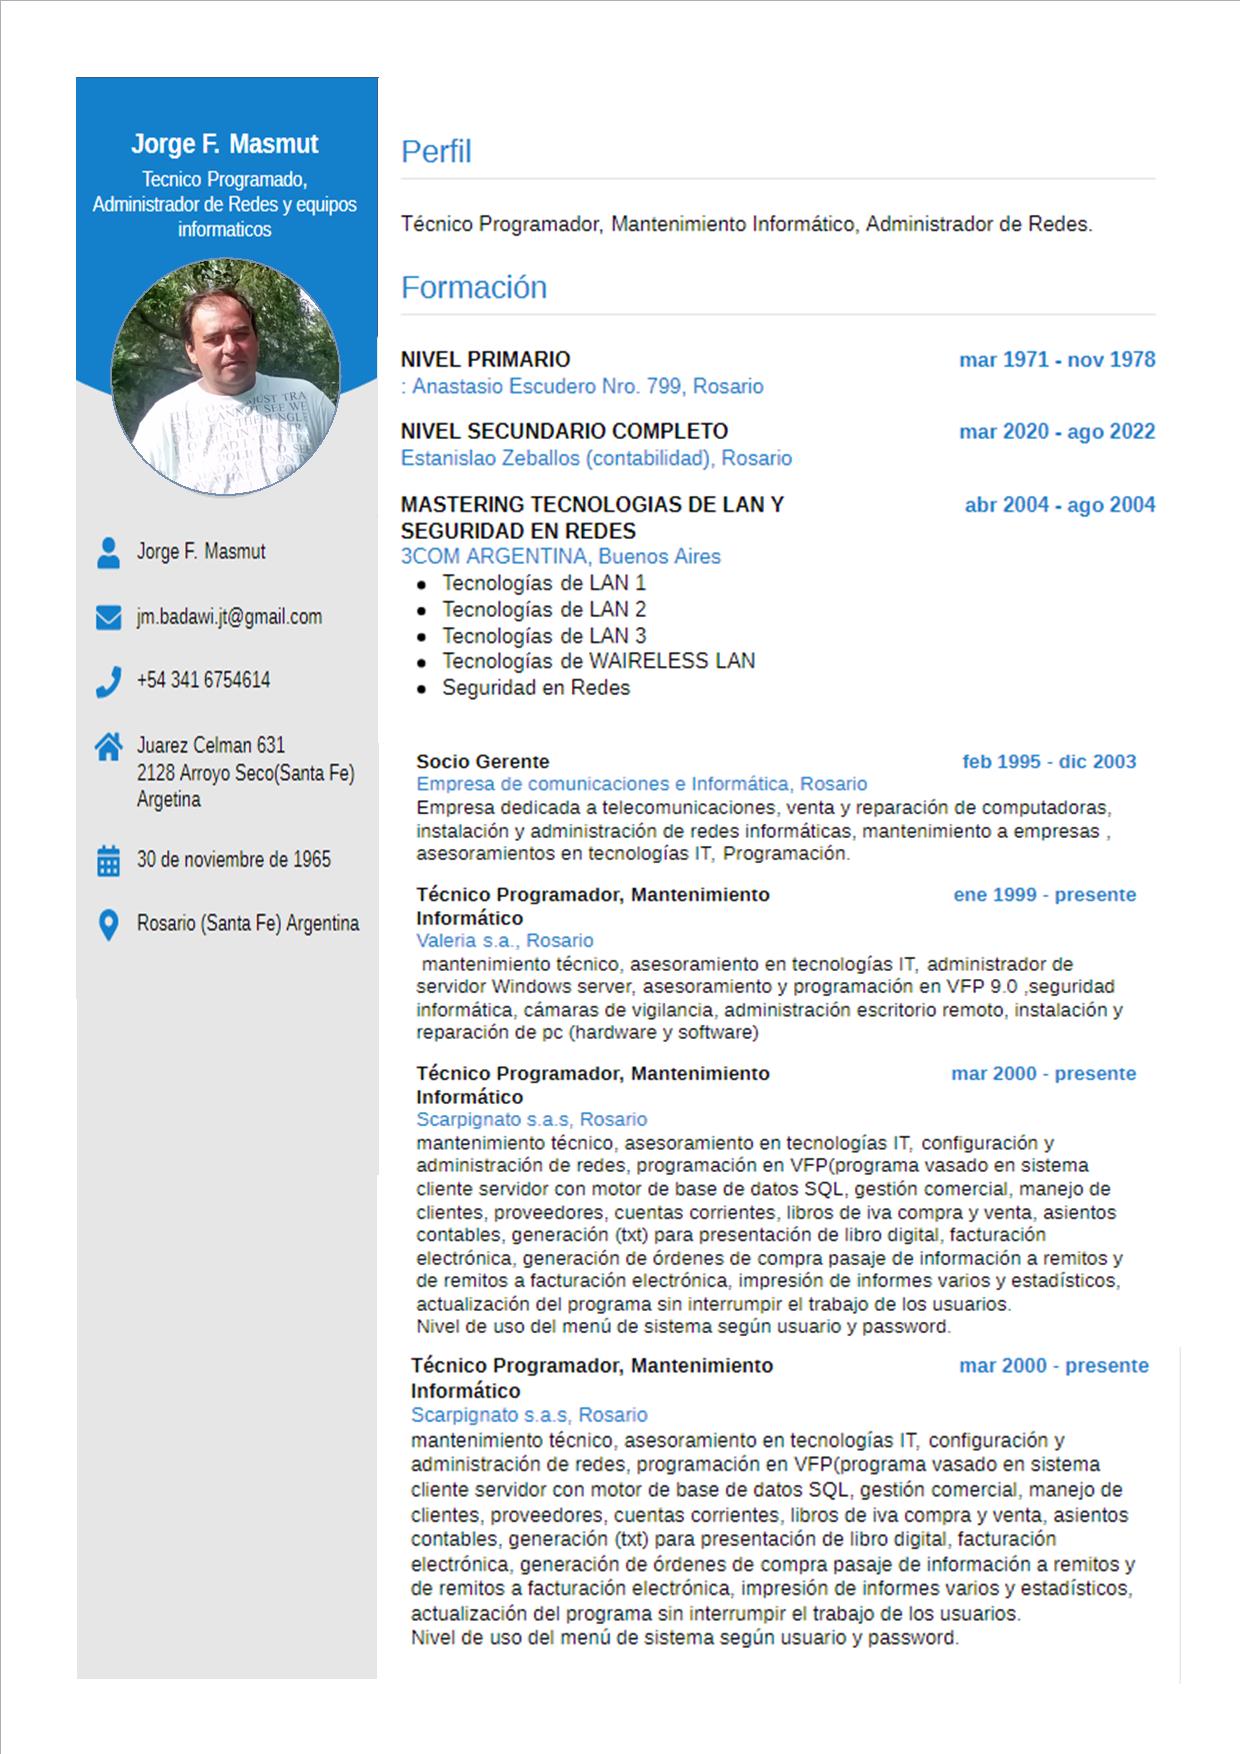 Jorge F. Masmut
Tecnico Programado,
Administrador de Redes y equipos
informaticos
Jorge F. Masmut
jm.badawi.jt@gmail.com
+54 341 6754614
Juarez Celman 631
2128 Arroyo Seco(Santa Fe)
Argetina
30 de noviembre de 1965
Rosario (Santa Fe) Argentina
Perfil
Técnico Programador, Mantenimiento Informático, Administrador de Redes.
Formación
NIVEL PRIMARIO mar 1971 - nov 1978
: Anastasio Escudero Nro. 799, Rosario
NIVEL SECUNDARIO COMPLETO mar 2020 - ago 2022
Estanislao Zeballos (contabilidad), Rosario
MASTERING TECNOLOGIAS DE LAN Y abr 2004 - ago 2004
SEGURIDAD EN REDES
3COM ARGENTINA, Buenos Aires
● Tecnologías de LAN 1
● Tecnologías de LAN 2
● Tecnologías de LAN 3
● Tecnologías de WAIRELESS LAN
● Seguridad en Redes
Socio Gerente feb 1995 - dic 2003
Empresa de comunicaciones e Informática, Rosario
Empresa dedicada a telecomunicaciones, venta y reparación de computadoras,
instalación y administración de redes informáticas, mantenimiento a empresas ,
asesoramientos en tecnologías IT, Programación.
Técnico Programador, Mantenimiento ene 1999 - presente
Informático
Valeria s.a., Rosario
mantenimiento técnico, asesoramiento en tecnologías IT, administrador de
servidor Windows server, asesoramiento y programación en VFP 9.0 ,seguridad
informática, cámaras de vigilancia, administración escritorio remoto, instalación y
reparación de pc (hardware y software)
Técnico Programador, Mantenimiento mar 2000 - presente
Informático
Scarpignato s.a.s, Rosario
mantenimiento técnico, asesoramiento en tecnologías IT, configuración y
administración de redes, programación en VFP(programa vasado en sistema
cliente servidor con motor de base de datos SQL, gestión comercial, manejo de
clientes, proveedores, cuentas corrientes, libros de iva compra y venta, asientos
contables, generación (txt) para presentación de libro digital, facturación
electrónica, generación de órdenes de compra pasaje de información a remitos y
de remitos a facturación electrónica, impresión de informes varios y estadísticos,
actualización del programa sin interrumpir el trabajo de los usuarios.
Nivel de uso del menú de sistema según usuario y password.
Técnico Programador, Mantenimiento mar 2000 - presente
Informático
Scarpignato s.a.s, Rosario
mantenimiento técnico, asesoramiento en tecnologías IT, configuración y
administración de redes, programación en VFP(programa vasado en sistema
cliente servidor con motor de base de datos SQL, gestión comercial, manejo de
clientes, proveedores, cuentas corrientes, libros de iva compra y venta, asientos
contables, generación (txt) para presentación de libro digital, facturación
electrónica, generación de órdenes de compra pasaje de información a remitos y
de remitos a facturación electrónica, impresión de informes varios y estadísticos,
actualización del programa sin interrumpir el trabajo de los usuarios.
Nivel de uso del menú de sistema según usuario y password.